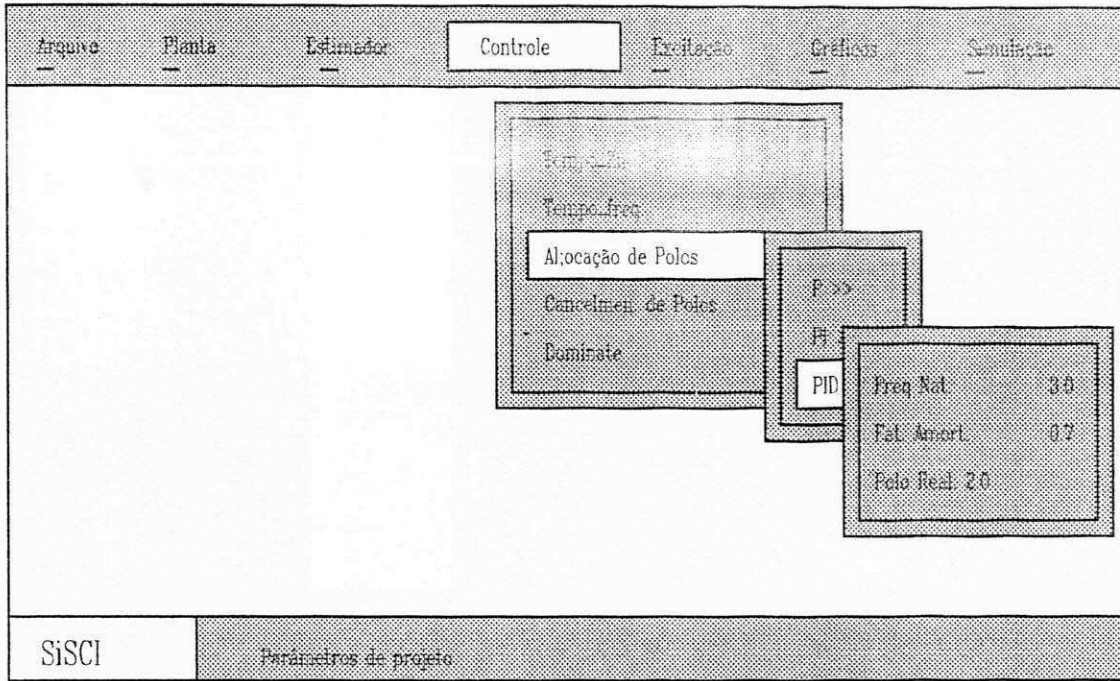 Arquivo Planta Estimador Controle Excitação Gráficos Simulação
Tempo_freq
Al;ocação de Polos
Cancelmen. de Polos
Dominate
P >>
PI
PID
Freq Nat. 3.0
Fat. Amort. 0.7
Polo Real. 2.0
SiSCI
Parâmetros de projeto